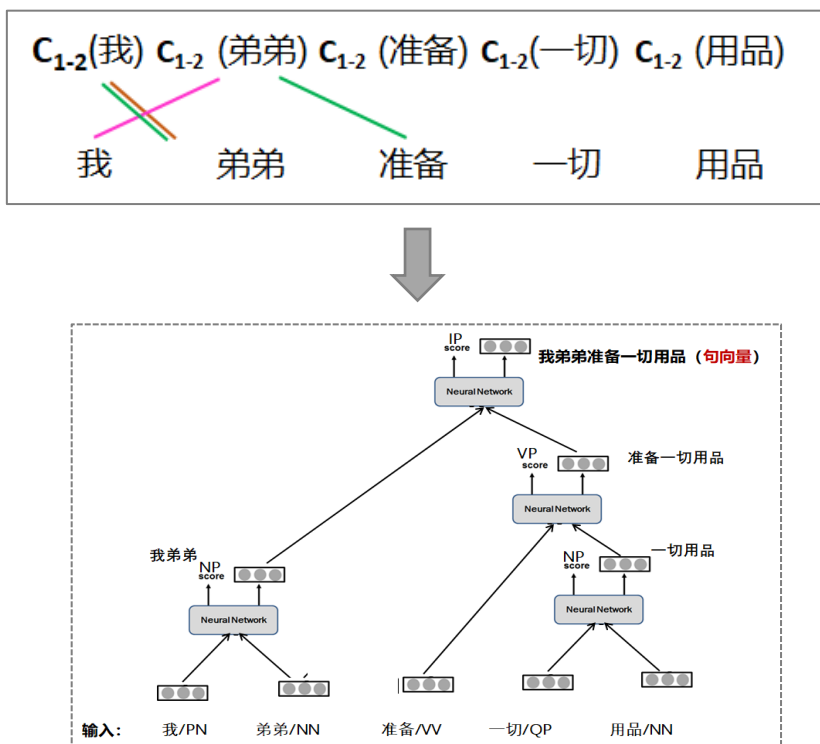 C1-2(我) C1-2 (弟弟) C1-2 (准备) C1-2(一切) C1-2 (用品)
我 弟弟 准备 一切 用品
IP
score
我弟弟准备一切用品（句向量）
Neural Network
VP
score
准备一切用品
Neural Network
我弟弟
NP
score
NP
score
一切用品
Neural Network
Neural Network
输入： 我/PN 弟弟/NN 准备/VV 一切/QP 用品/NN